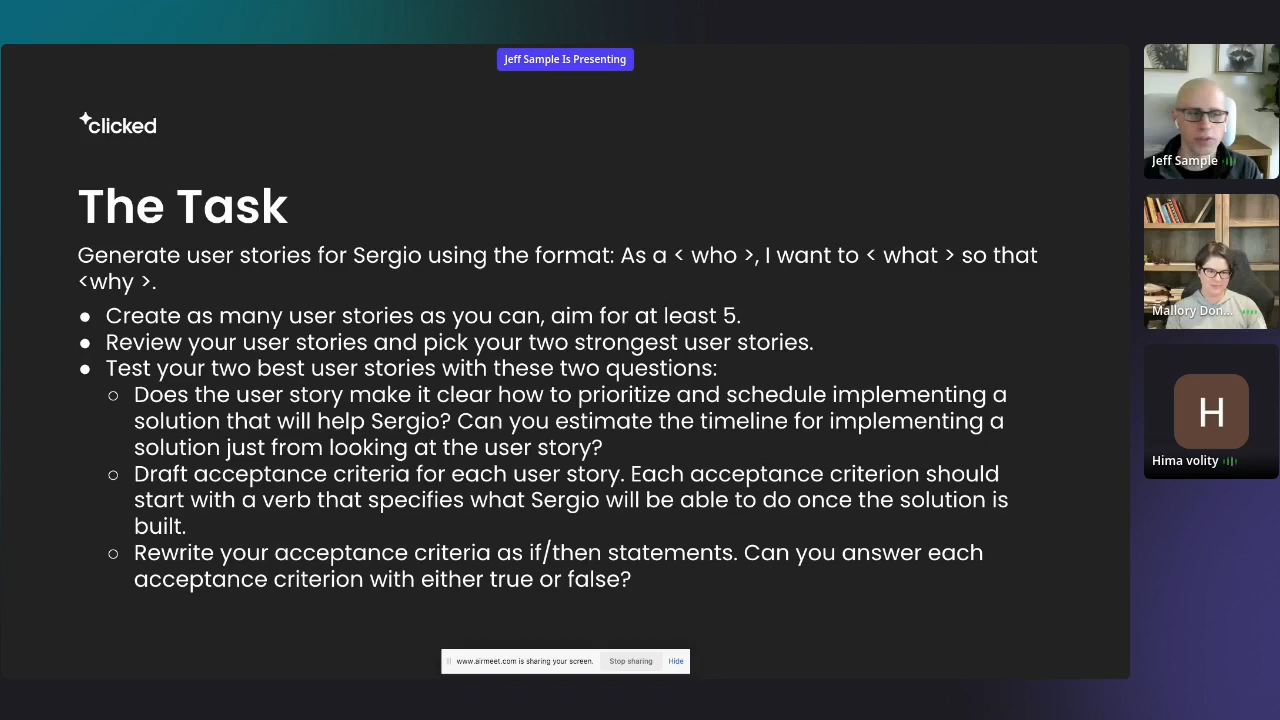 Jeff Sample Is Presenting
clicked
The Task
Generate user stories for Sergio using the format: As a < who >, I want to < what > so that
<why >.
● Create as many user stories as you can, aim for at least 5.
● Review your user stories and pick your two strongest user stories.
● Test your two best user stories with these two questions:
○ Does the user story make it clear how to prioritize and schedule implementing a
solution that will help Sergio? Can you estimate the timeline for implementing a
solution just from looking at the user story?
○ Draft acceptance criteria for each user story. Each acceptance criterion should
start with a verb that specifies what Sergio will be able to do once the solution is
built.
○ Rewrite your acceptance criteria as if/then statements. Can you answer each
acceptance criterion with either true or false?
www.airmeet.com is sharing your screen. Stop sharing Hide
Jeff Sample
Mallory Don...
H
Hima volity